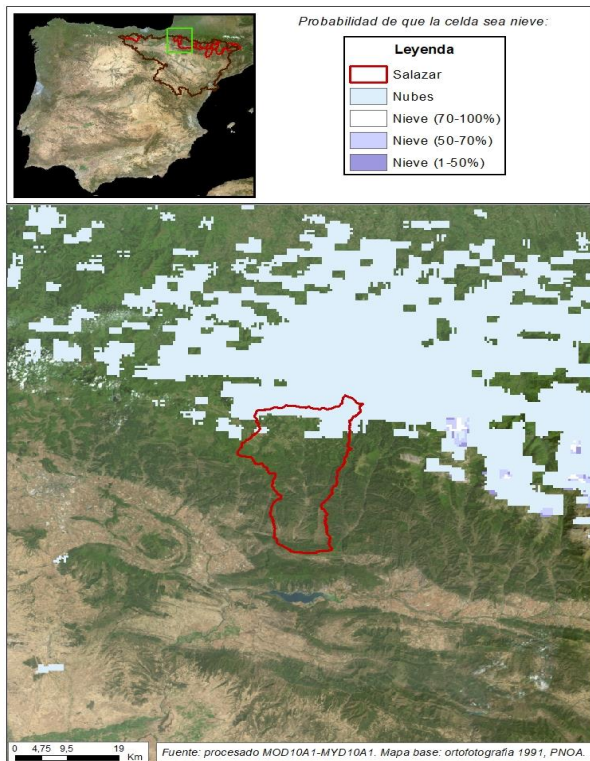 Probabilidad de que la celda sea nieve:
Leyenda
Salazar
Nubes
Nieve (70-100%)
Nieve (50-70%)
Nieve (1-50%)
0 4,75 9,5 19
Km
Fuente: procesado MOD10A1-MYD10A1. Mapa base: ortofotografia 1991, PNOA.